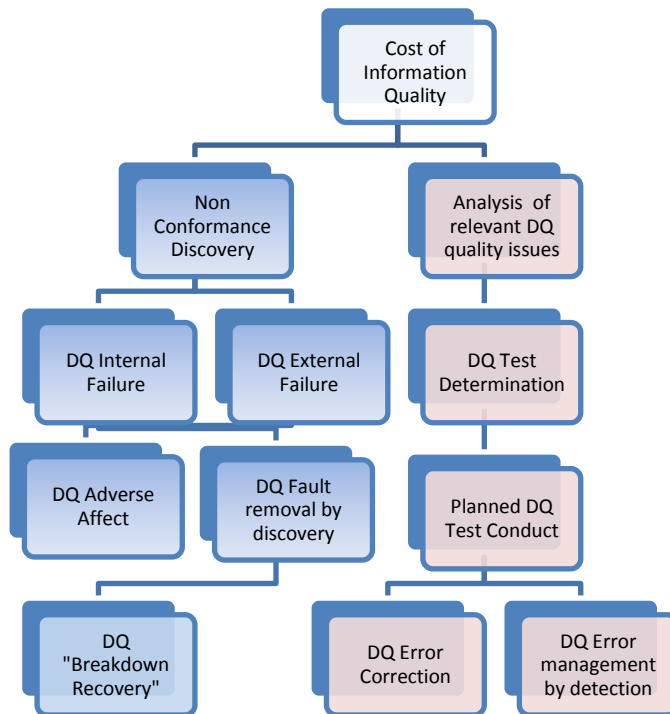 Cost of
Information
Quality
Non
Conformance
Discovery
Analysis of
relevant DQ
quality issues
DQ Internal
Failure
DQ External
Failure
DQ Test
Determination
DQ Adverse
Affect
DQ Fault
removal by
discovery
Planned DQ
Test Conduct
DQ
"Breakdown
Recovery"
DQ Error
Correction
DQ Error
management
by detection